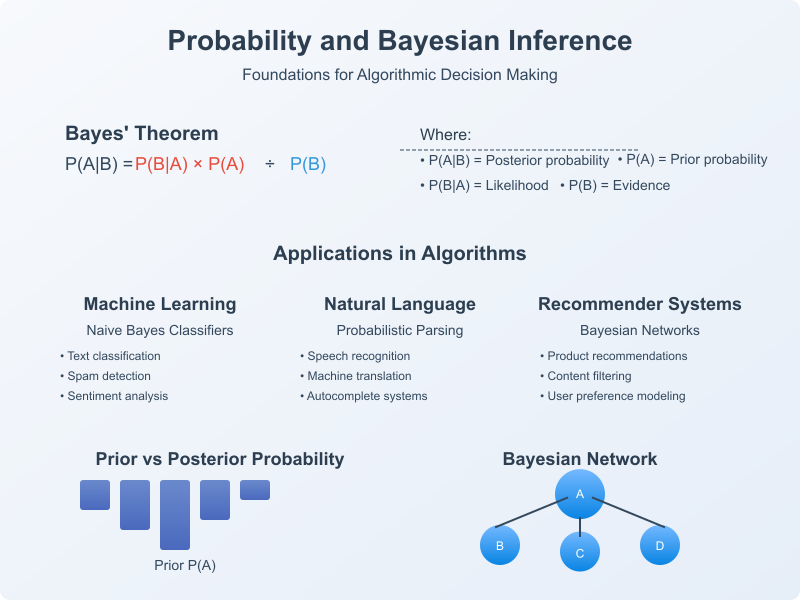 Probability and Bayesian Inference
Foundations for Algorithmic Decision Making
Bayes' Theorem
P(A|B) = P(B|A) × P(A) ÷ P(B)
Where:
• P(A|B) = Posterior probability • P(A) = Prior probability
• P(B|A) = Likelihood • P(B) = Evidence
Applications in Algorithms
Machine Learning
Naive Bayes Classifiers
• Text classification
• Spam detection
• Sentiment analysis
Natural Language
Probabilistic Parsing
• Speech recognition
• Machine translation
• Autocomplete systems
Recommender Systems
Bayesian Networks
• Product recommendations
• Content filtering
• User preference modeling
Prior vs Posterior Probability
Prior P(A)
Bayesian Network
A
B
C
D